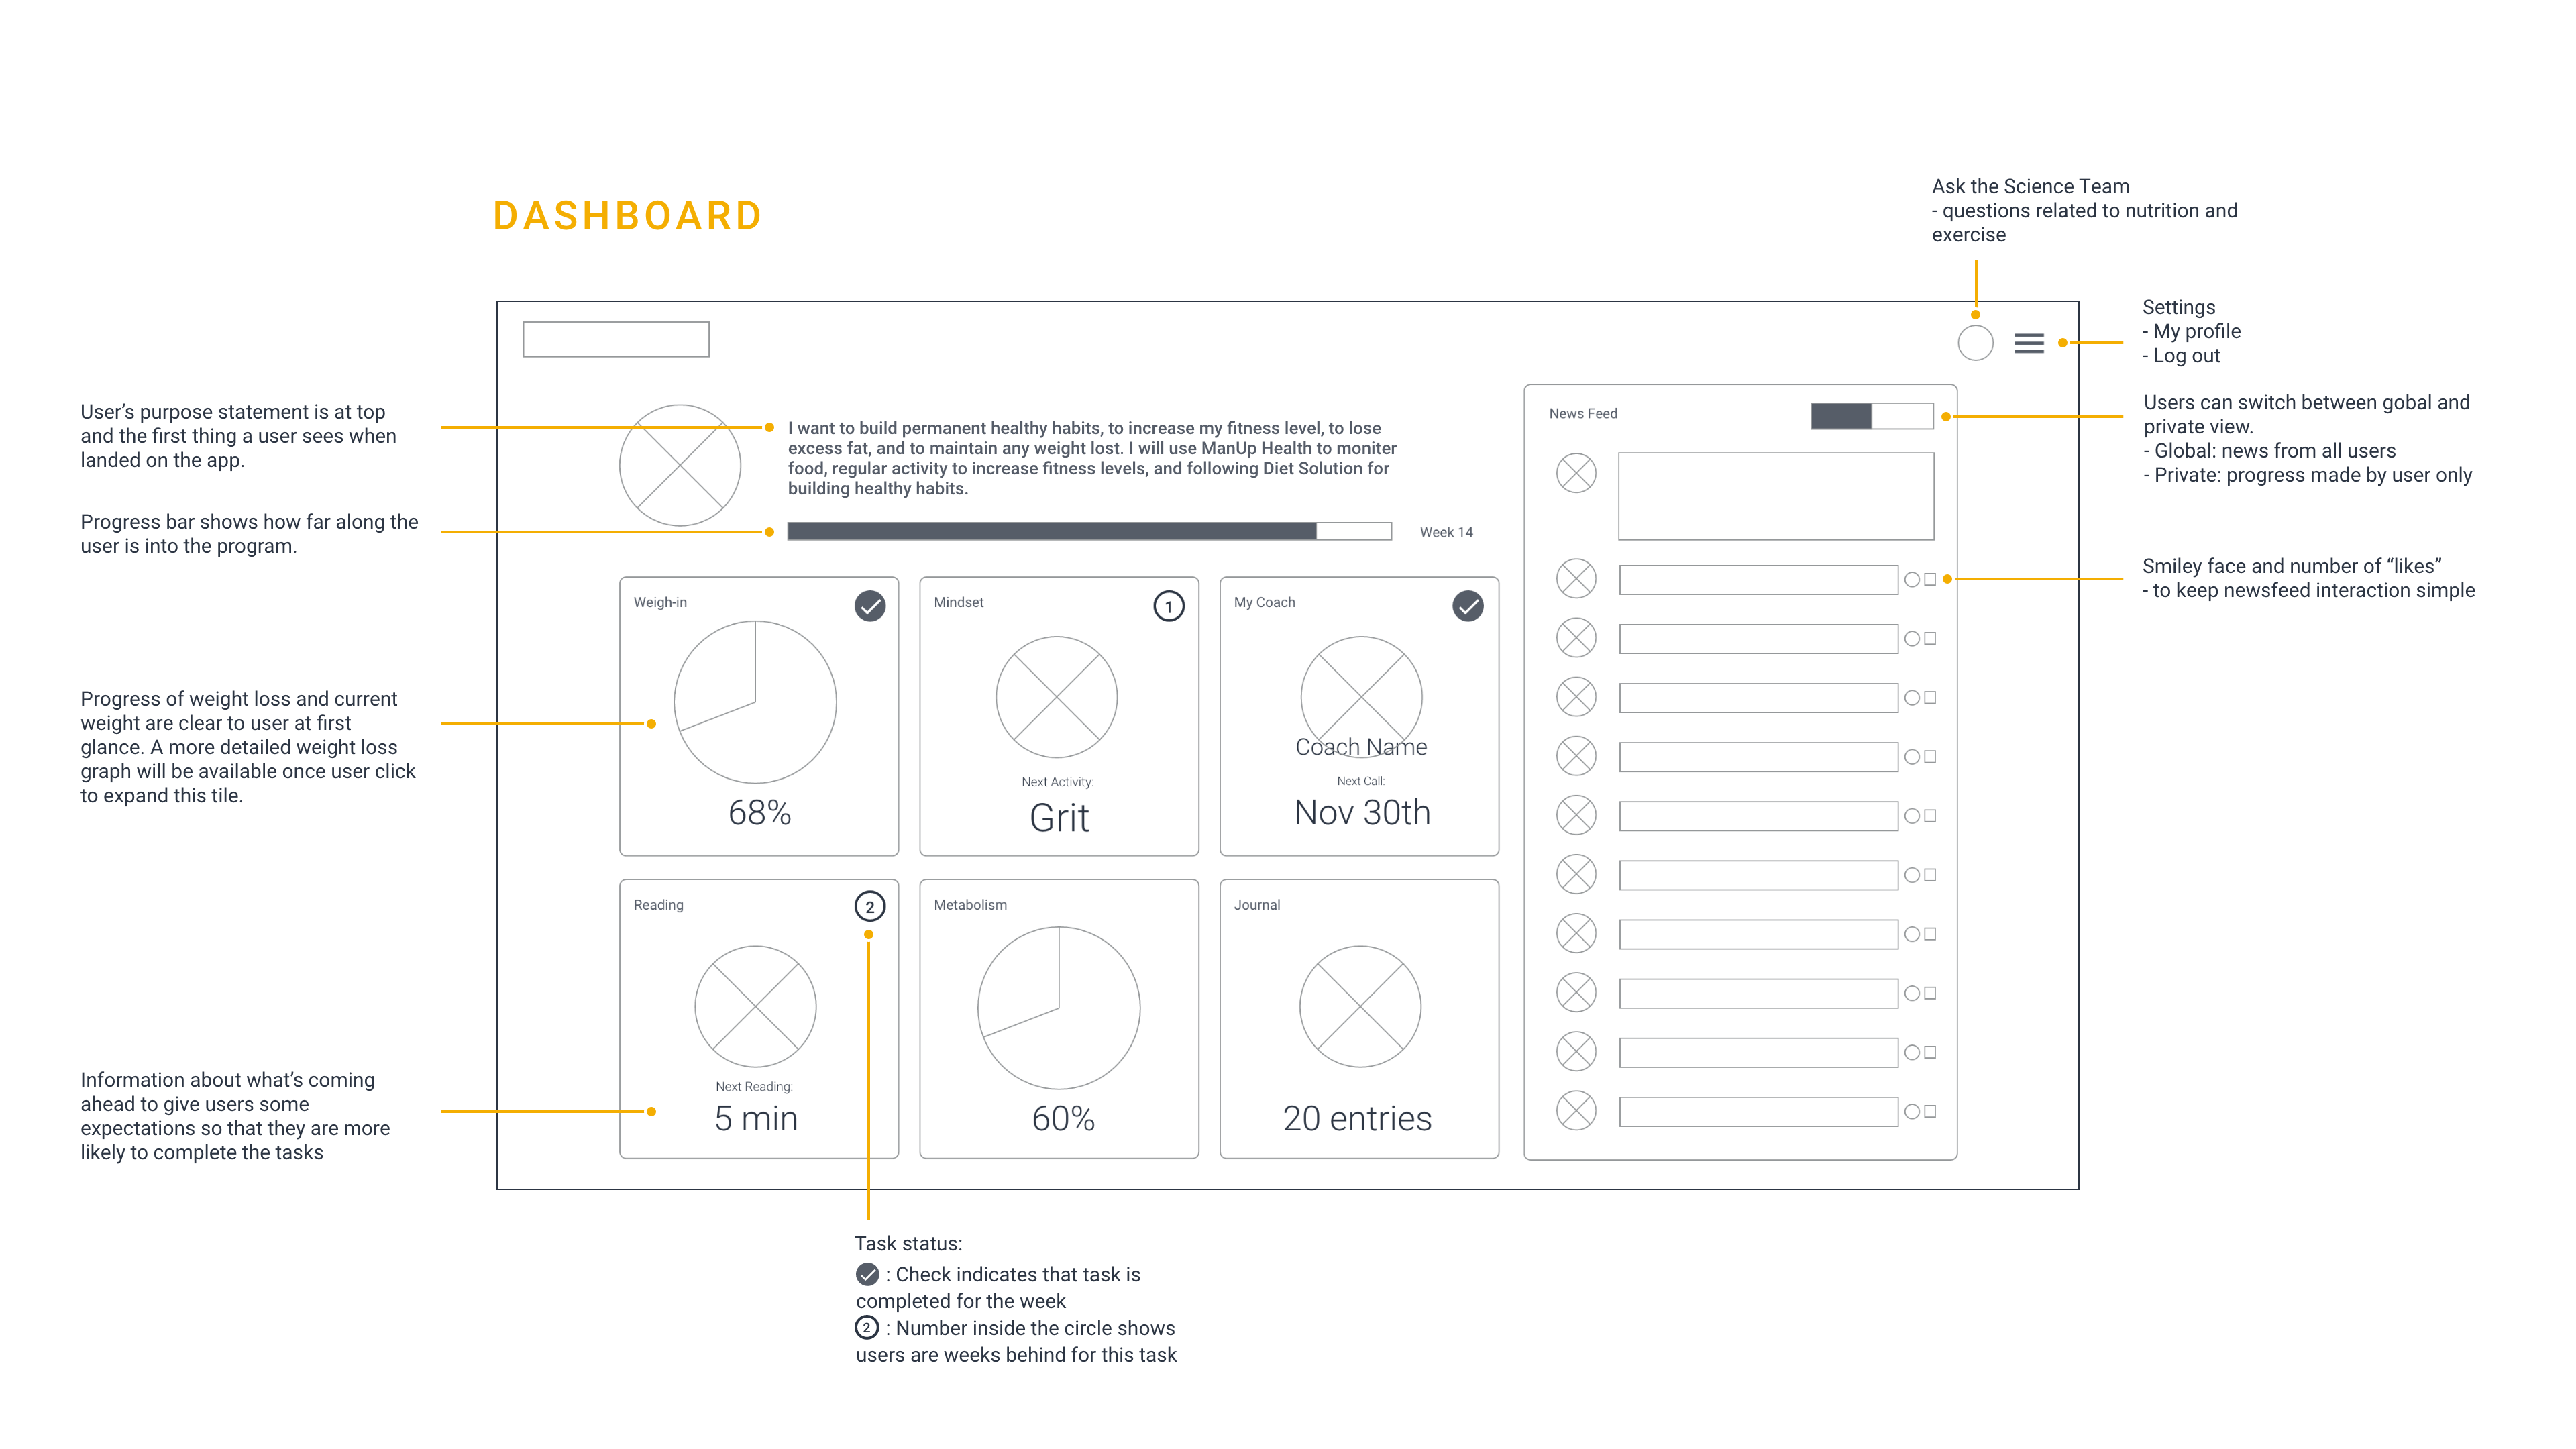 DASHBOARD
Ask the Science Team
- questions related to nutrition and
exercise
Settings
- My profile
- Log out
User’s purpose statement is at top
and the first thing a user sees when
landed on the app.
I want to build permanent healthy habits, to increase my fitness level, to lose
excess fat, and to maintain any weight lost. I will use ManUp Health to moniter
food, regular activity to increase fitness levels, and following Diet Solution for
building healthy habits.
News Feed
Users can switch between gobal and
private view.
- Global: news from all users
- Private: progress made by user only
Progress bar shows how far along the
user is into the program.
Week 14
Smiley face and number of “likes”
- to keep newsfeed interaction simple
Weigh-in
68%
Mindset
1
Next Activity:
Grit
My Coach
Coach Name
Next Call:
Nov 30th
Progress of weight loss and current
weight are clear to user at first
glance. A more detailed weight loss
graph will be available once user click
to expand this tile.
Reading
2
Next Reading:
5 min
Metabolism
60%
Journal
20 entries
Information about what’s coming
ahead to give users some
expectations so that they are more
likely to complete the tasks
Task status:
: Check indicates that task is
completed for the week
2 : Number inside the circle shows
users are weeks behind for this task